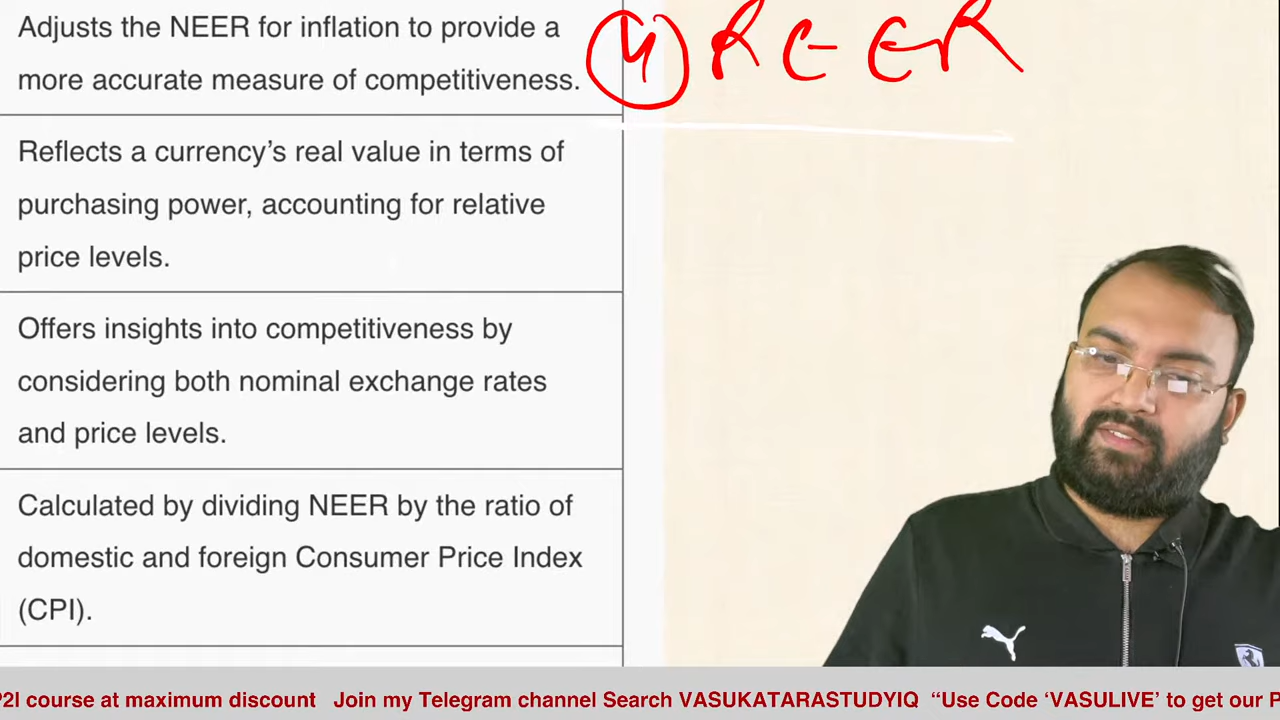 Adjusts the NEER for inflation to provide a
more accurate measure of competitiveness.
4 REER
Reflects a currency's real value in terms of
purchasing power, accounting for relative
price levels.
Offers insights into competitiveness by
considering both nominal exchange rates
and price levels.
Calculated by dividing NEER by the ratio of
domestic and foreign Consumer Price Index
(CPI).
P2I course at maximum discount Join my Telegram channel Search VASUKATARASTUDYIQ “Use Code ‘VASULIVE’ to get our P